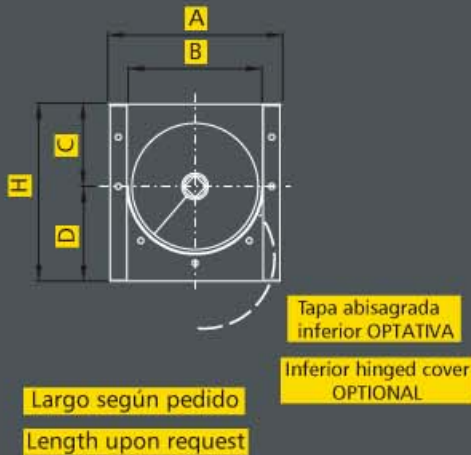 A
B
C
H
D
Tapa abisagrada
inferior OPTATIVA
Inferior hinged cover
OPTIONAL
Largo según pedido
Length upon request